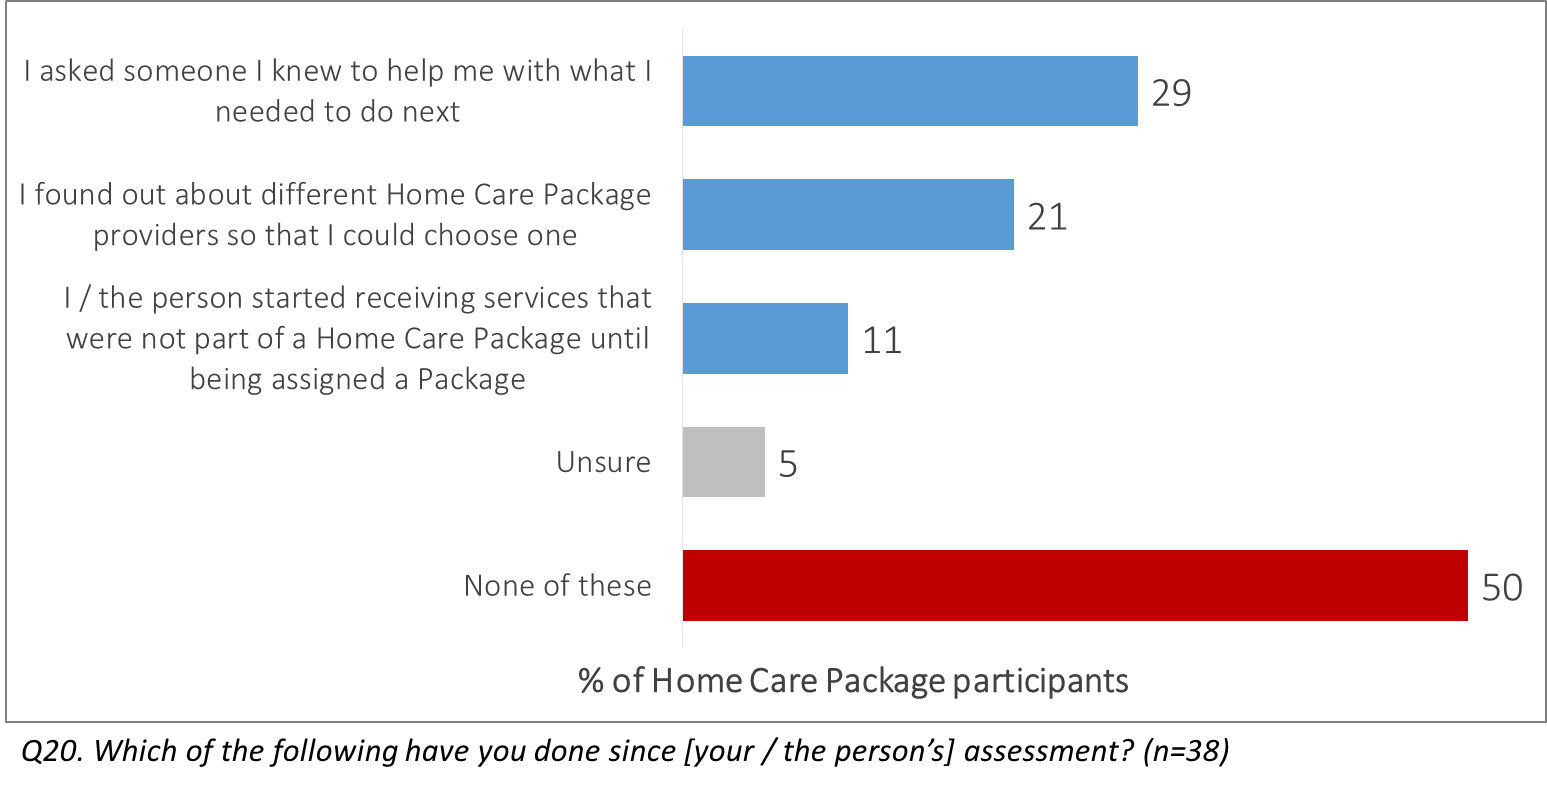 I asked someone I knew to help me with what I
needed to do next
29
I found out about different Home Care Package
providers so that I could choose one
21
I / the person started receiving services that
were not part of a Home Care Package until
being assigned a Package
11
Unsure
5
None of these
50
% of Home Care Package participants
Q20. Which of the following have you done since [your / the person’s] assessment? (n=38)